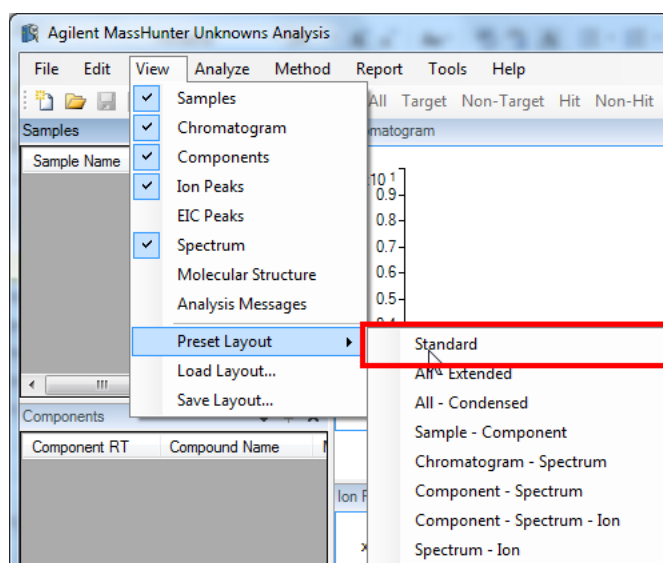 Agilent MassHunter Unknowns Analysis
File Edit View Analyze Method Report Tools Help
All Target Non-Target Hit Non-Hit
Samples
Sample Name
Samples
Chromatogram
Components
Ion Peaks
EIC Peaks
Spectrum
Molecular Structure
Analysis Messages
Preset Layout
Load Layout...
Save Layout...
matogram
10 1
0.9
0.8
0.7
0.6
0.5
Standard
All - Extended
All - Condensed
Sample - Component
Chromatogram - Spectrum
Component - Spectrum
Component - Spectrum - Ion
Spectrum - Ion
Components
Component RT Compound Name
Ion
x